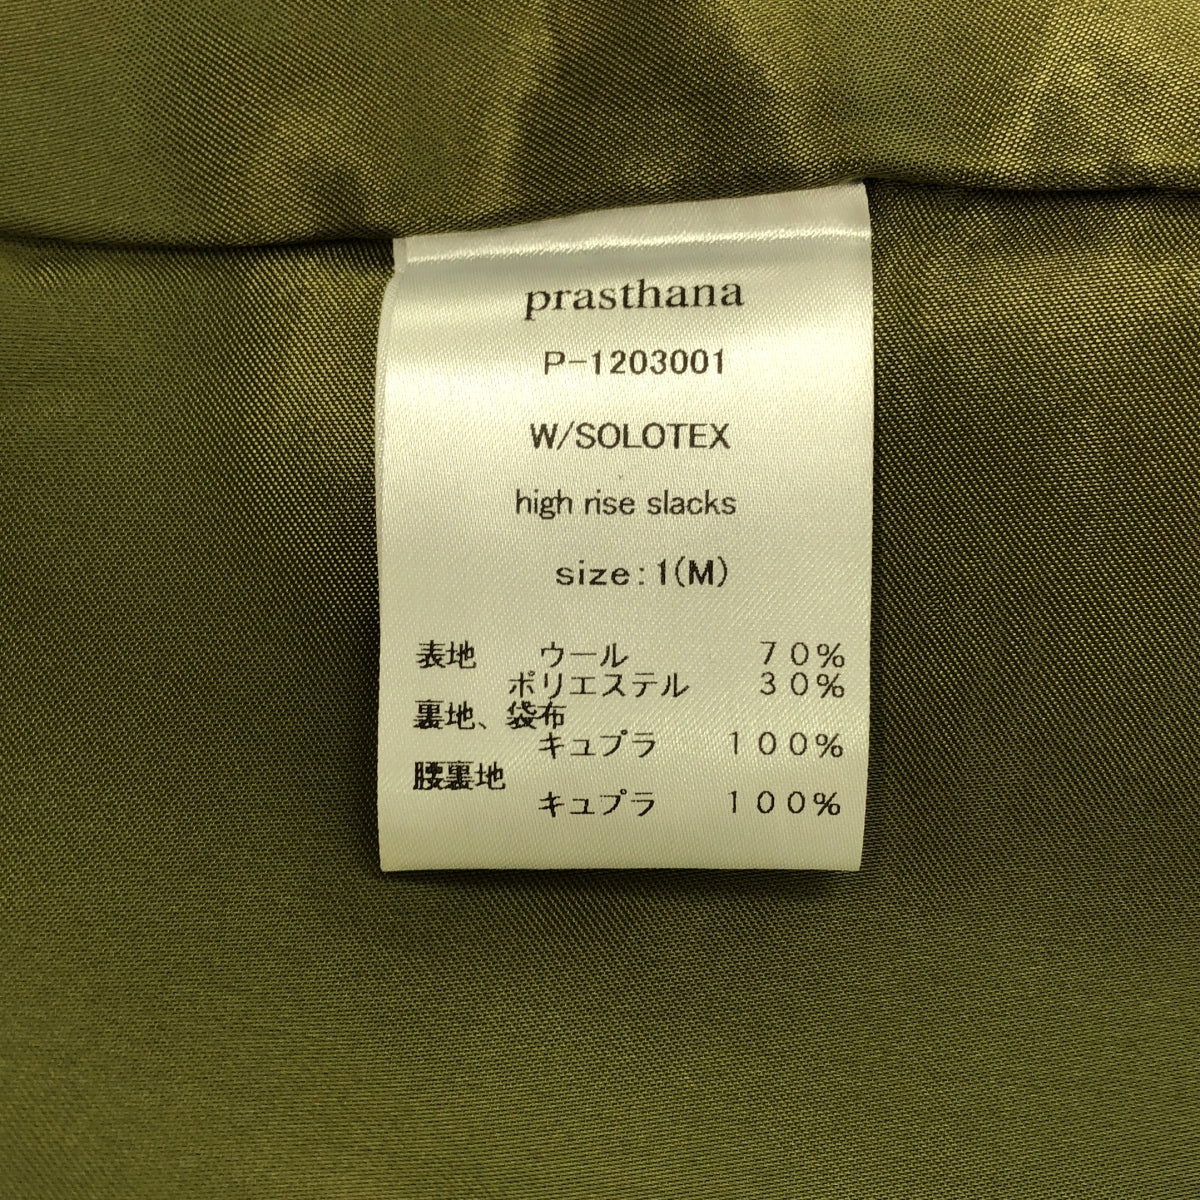 prasthana
P-1203001
W/SOLOTEX
high rise slacks
size:1(M)
表地 ウール 70%
ポリエステル 30%
裏地、袋布
キュプラ 100%
腰裏地
キュプラ 100%